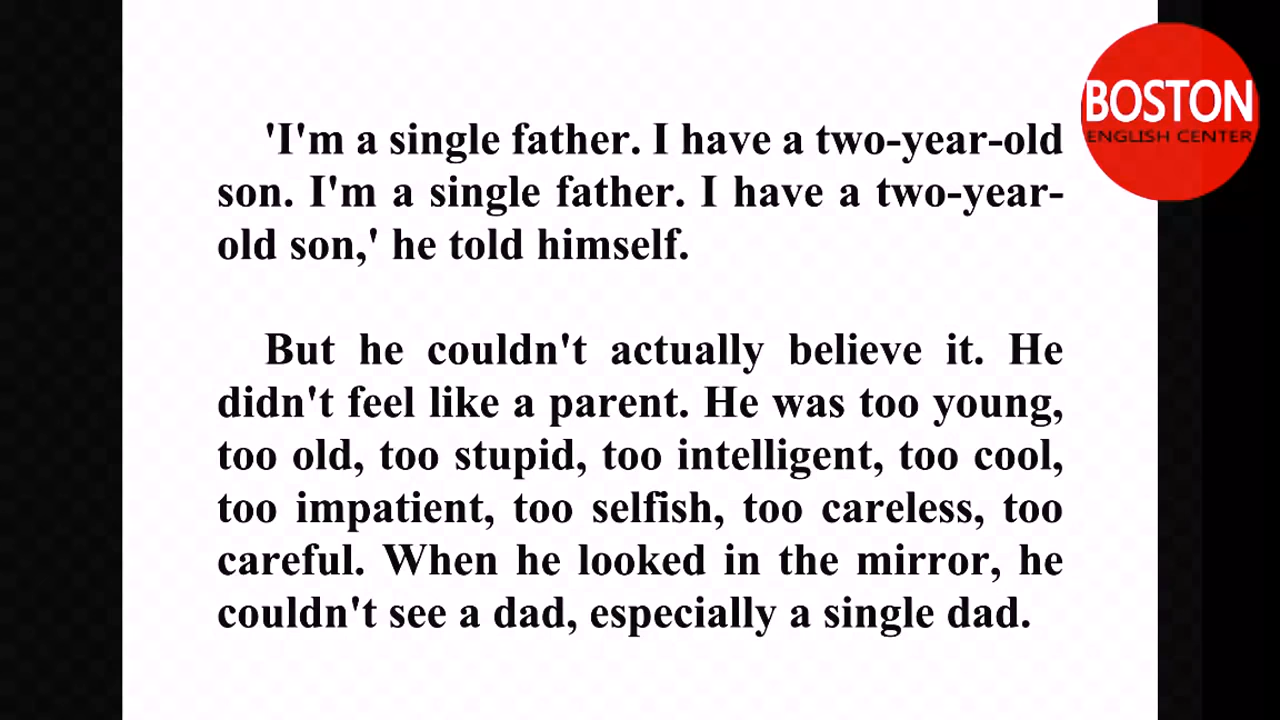 BOSTON
ENGLISH CENTER
'I'm a single father. I have a two-year-old
son. I'm a single father. I have a two-year-
old son,' he told himself.
But he couldn't actually believe it. He
didn't feel like a parent. He was too young,
too old, too stupid, too intelligent, too cool,
too impatient, too selfish, too careless, too
careful. When he looked in the mirror, he
couldn't see a dad, especially a single dad.